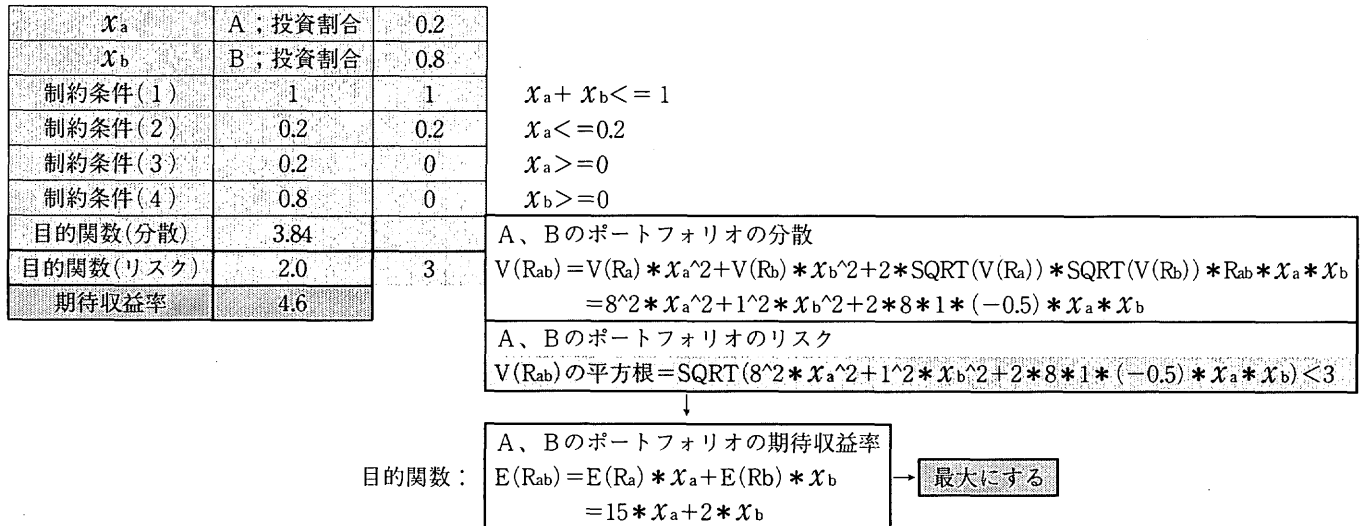 xa A；投資割合 0.2
xb B；投資割合 0.8
制約条件(1) 1 1 xa+ xb<= 1
制約条件(2) 0.2 0.2 xa<=0.2
制約条件(3) 0.2 0 xa>=0
制約条件(4) 0.8 0 xb>=0
目的関数(分散) 3.84
目的関数(リスク) 2.0 3
期待収益率 4.6
A、Bのポートフォリオの分散
V(Rab)=V(Ra)*xa^2+V(Rb)*xb^2+2*SQRT(V(Ra))*SQRT(V(Rb))*Rab*xa*xb
=8^2*xa^2+1^2*xb^2+2*8*1*(-0.5)*xa*xb
A、Bのポートフォリオのリスク
V(Rab)の平方根=SQRT(8^2*xa^2+1^2*xb^2+2*8*1*(-0.5)*xa*xb)<3
↓
A、Bのポートフォリオの期待収益率
目的関数： E(Rab)=E(Ra)*xa+E(Rb)*xb → 最大にする
=15*xa+2*xb